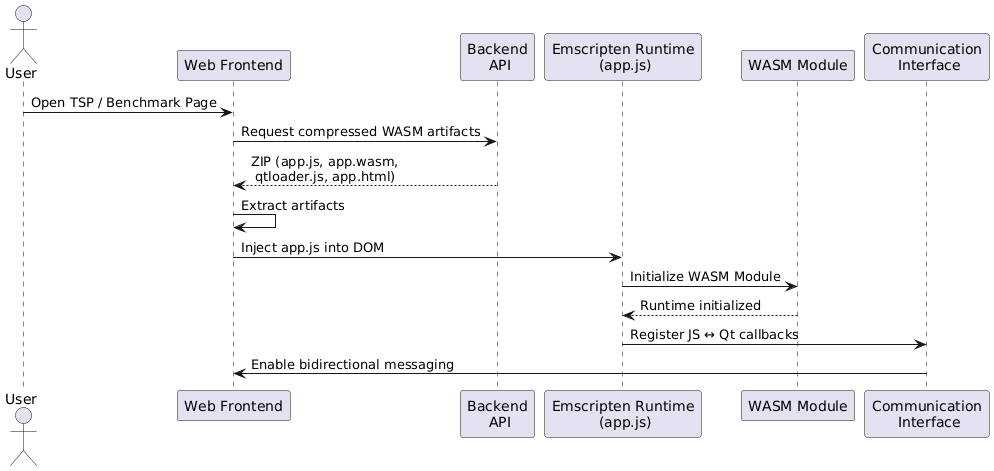 User
Web Frontend
Backend
API
Emscripten Runtime
(app.js)
WASM Module
Communication
Interface
Open TSP / Benchmark Page
Request compressed WASM artifacts
ZIP (app.js, app.wasm,
qtloader.js, app.html)
Extract artifacts
Inject app.js into DOM
Initialize WASM Module
Runtime initialized
Register JS ↔ Qt callbacks
Enable bidirectional messaging
User
Web Frontend
Backend
API
Emscripten Runtime
(app.js)
WASM Module
Communication
Interface